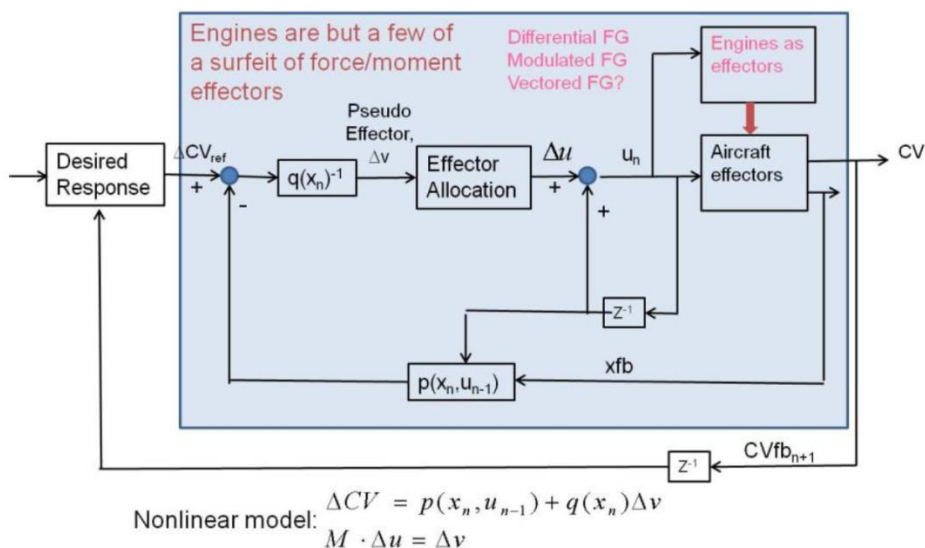 Engines are but a few of
a surfeit of force/moment
effectors
Differential FG
Modulated FG
Vectored FG?
Engines as
effectors
Pseudo
Effector,
Δv
Desired
Response
ΔCVref
+
-
q(xn)-1
Effector
Allocation
Δu
+
+
un
Aircraft
effectors
CV
Z-1
p(xn,un-1)
xfb
CVfbn+1
Z-1
Nonlinear model:
ΔCV = p(xn, un-1) + q(xn)Δv
M · Δu = Δv